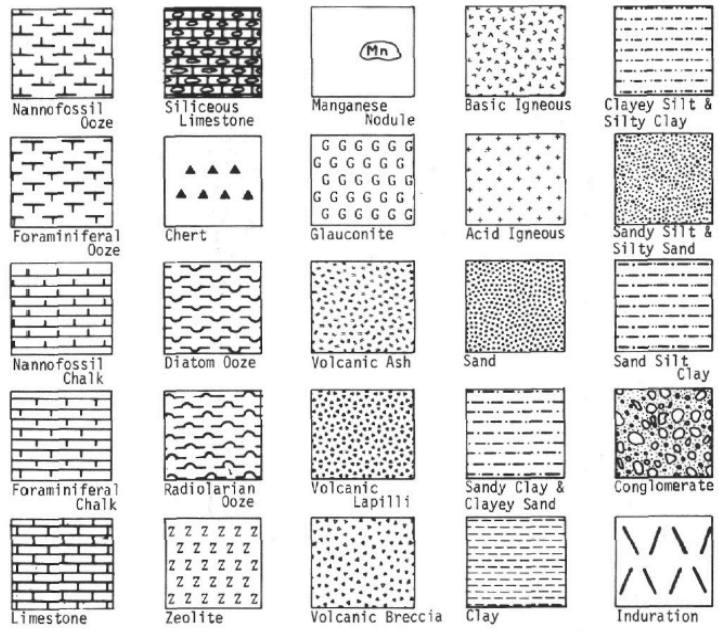 Nannofossil
Ooze
Siliceous
Limestone
Mn
Manganese
Nodule
Basic Igneous
Clayey Silt &
Silty Clay
Foraminiferal
Ooze
Chert
G G G G G G
G G G G G G
G G G G G G
G G G G G G
G G G G G G
Glauconite
Acid Igneous
Sandy Silt &
Silty Sand
Nannofossil
Chalk
Diatom Ooze
Volcanic Ash
Sand
Sand Silt
Clay
Foraminiferal
Chalk
Radiolarian
Ooze
Volcanic
Lapilli
Sandy Clay &
Clayey Sand
Conglomerate
Limestone
Z Z Z Z Z Z
Z Z Z Z Z
Z Z Z Z Z Z
Z Z Z Z Z
Z Z Z Z Z Z
Zeolite
Volcanic Breccia
Clay
Induration